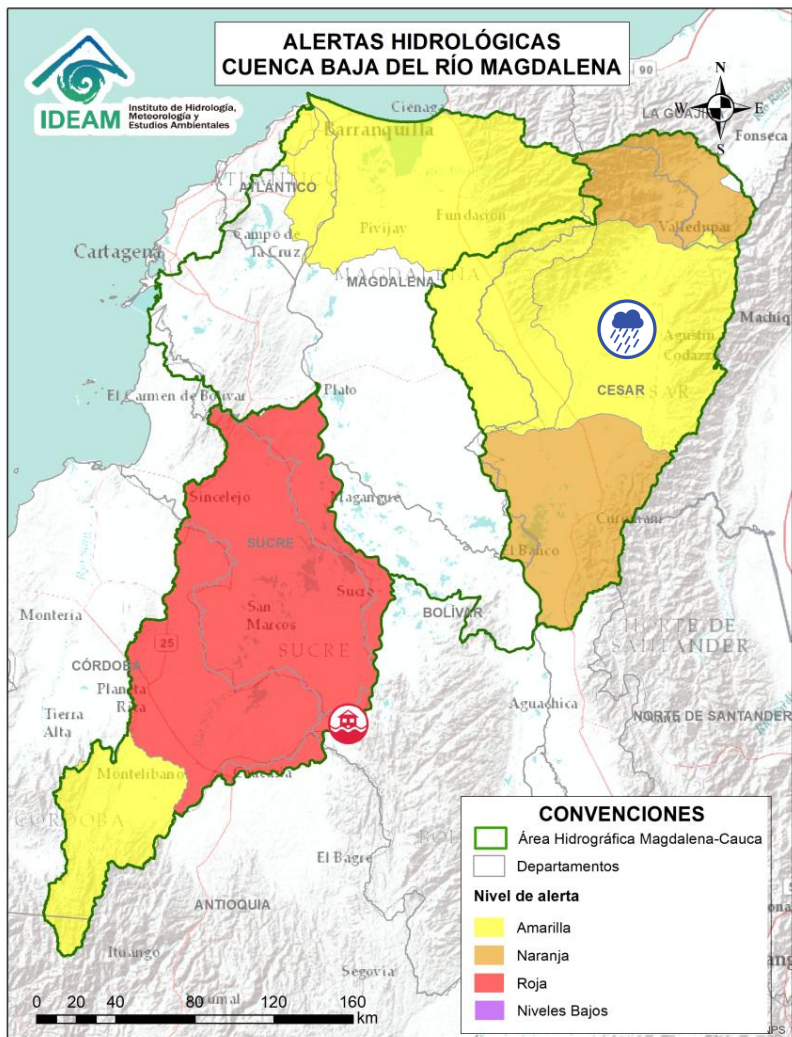 ALERTAS HIDROLÓGICAS
CUENCA BAJA DEL RÍO MAGDALENA
IDEAM
Instituto de Hidrología,
Meteorología y
Estudios Ambientales
N
W
E
S
90
Ciénaga
LA GUAJIRA
Fonseca
Barranquilla
ATLÁNTICO
Pivijay
Fundación
Valledupar
Cartagena
Campo de
La Cruz
MAGDALENA
Agustín
Codazzi
CESAR
El Carmen de Bolívar
Plato
Sincelejo
Magangué
SUCRE
El Banco
San
Marcos
Sucre
SUCRE
BOLÍVAR
Montería
25
CÓRDOBA
Planeta
Rica
Tierra
Alta
NORTE DE
SANTANDER
Aguachica
NORTE DE SANTANDER
Montelíbano
CÓRDOBA
El Bagre
ANTIOQUIA
Ituango
Segovia
CONVENCIONES
Área Hidrográfica Magdalena-Cauca
Departamentos
Nivel de alerta
Amarilla
Naranja
Roja
Niveles Bajos
0 20 40 80 120 160
km